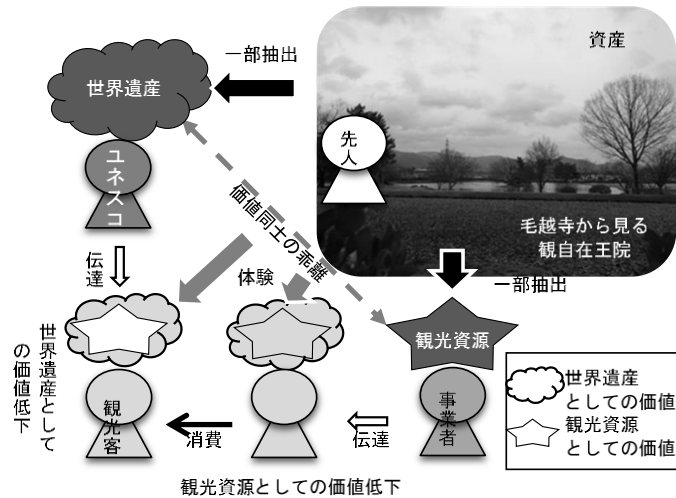 一部抽出
資産
世界遺産
先人
ユネスコ
価値同士の乖離
毛越寺から見る
観自在王院
伝達
体験
一部抽出
観光資源
世界遺産として
の価値低下
世界遺産
としての価値
観光資源
としての価値
観光客
消費
伝達
事業者
観光資源としての価値低下